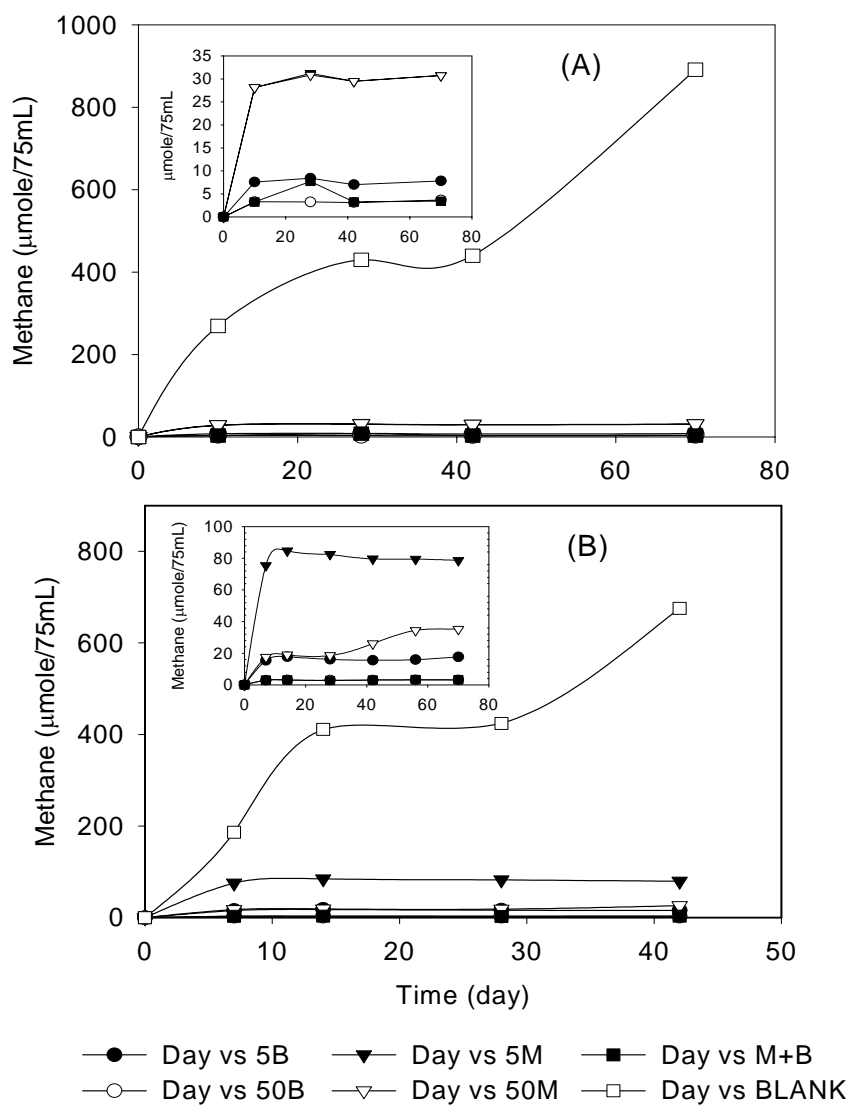 (A)
Methane (μmole/75mL)
1000
800
600
400
200
0
0 20 40 60 80
μmole/75mL
35
30
25
20
15
10
5
0
0 20 40 60 80
(B)
Methane (μmole/75mL)
800
600
400
200
0
0 10 20 30 40 50
Methane (μmole/75mL)
100
80
60
40
20
0
0 20 40 60 80
Time (day)
Day vs 5B Day vs 5M Day vs M+B
Day vs 50B Day vs 50M Day vs BLANK